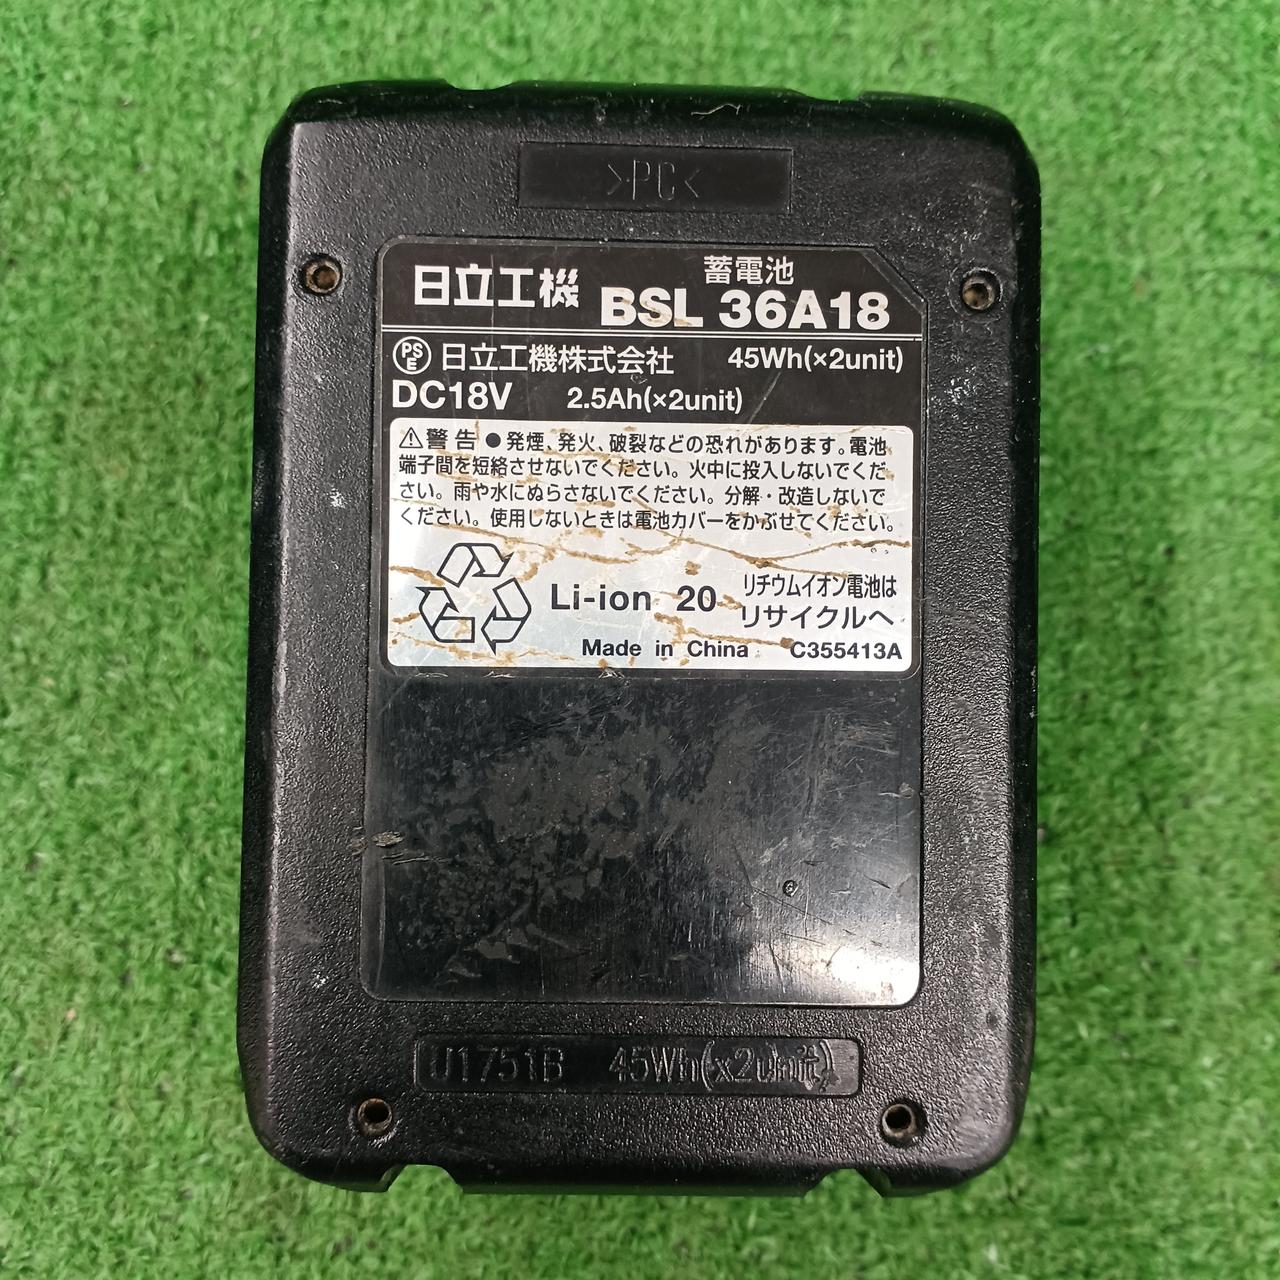 >PC<
日立工機
蓄電池
BSL 36A18
PSE 日立工機株式会社 45Wh(×2unit)
DC18V 2.5Ah(×2unit)
⚠警告 ●発煙、発火、破裂などの恐れがあります。電池
端子間を短絡させないでください。火中に投入しないでくだ
さい。雨や水にぬらさないでください。分解・改造しないで
ください。使用しないときは電池カバーをかぶせてください。
Li-ion 20
リチウムイオン電池は
リサイクルへ
Made in China C355413A
U1751B 45Wh(x2unit)